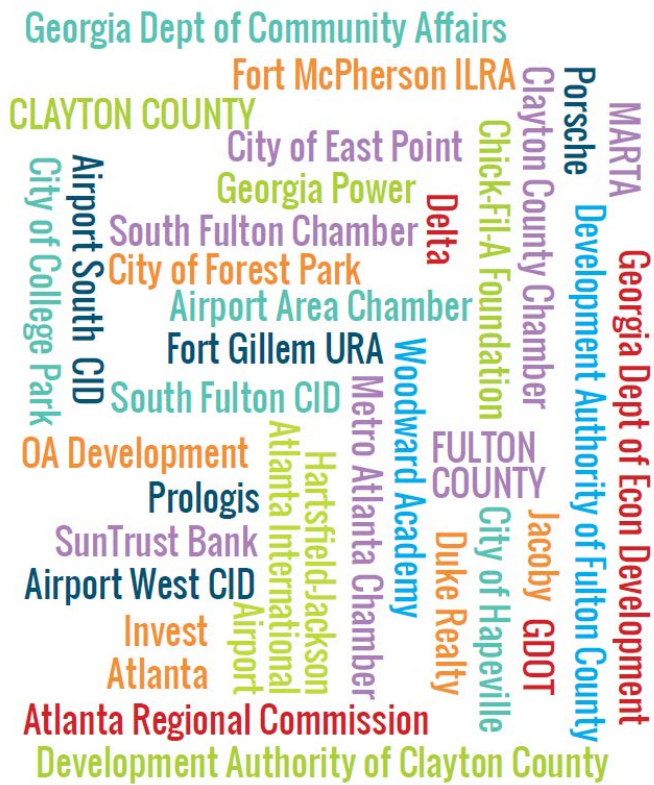 Georgia Dept of Community Affairs
Fort McPherson ILRA
CLAYTON COUNTY
City of East Point
Georgia Power
South Fulton Chamber
City of Forest Park
Airport Area Chamber
Fort Gillem URA
South Fulton CID
City of College Park
Airport South CID
Delta
Chick-Fil-A Foundation
Clayton County Chamber
Porsche
MARTA
Development Authority of Fulton County
Georgia Dept of Econ Development
OA Development
Prologis
SunTrust Bank
Airport West CID
Invest
Atlanta
Hartsfield-Jackson
Atlanta International
Airport
Metro Atlanta Chamber
Woodward Academy
FULTON
COUNTY
Duke Realty
City of Hapeville
Jacoby
GDOT
Atlanta Regional Commission
Development Authority of Clayton County